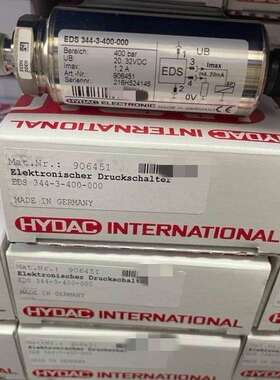 EDS 344-3-400-000
Bereich: 400 bar
UB 20..32VDC
Imax: 1,2 A
Art.-Nr.: 906451
Serial: 216H524146
HYDAC ELECTRONIC
UB
EDS
Imax
0V
HYDAC INTERNATIONAL
Mat.Nr.: 906451
Elektronischer Druckschalter
EDS 344-3-400-000
MADE IN GERMANY
HYDAC INTERNATIONAL
Mat.Nr.: 906451
Elektronischer Druckschalter
EDS 344-3-400-000
MADE IN GERMANY
HYDAC INTERNATIONAL
HYDAC